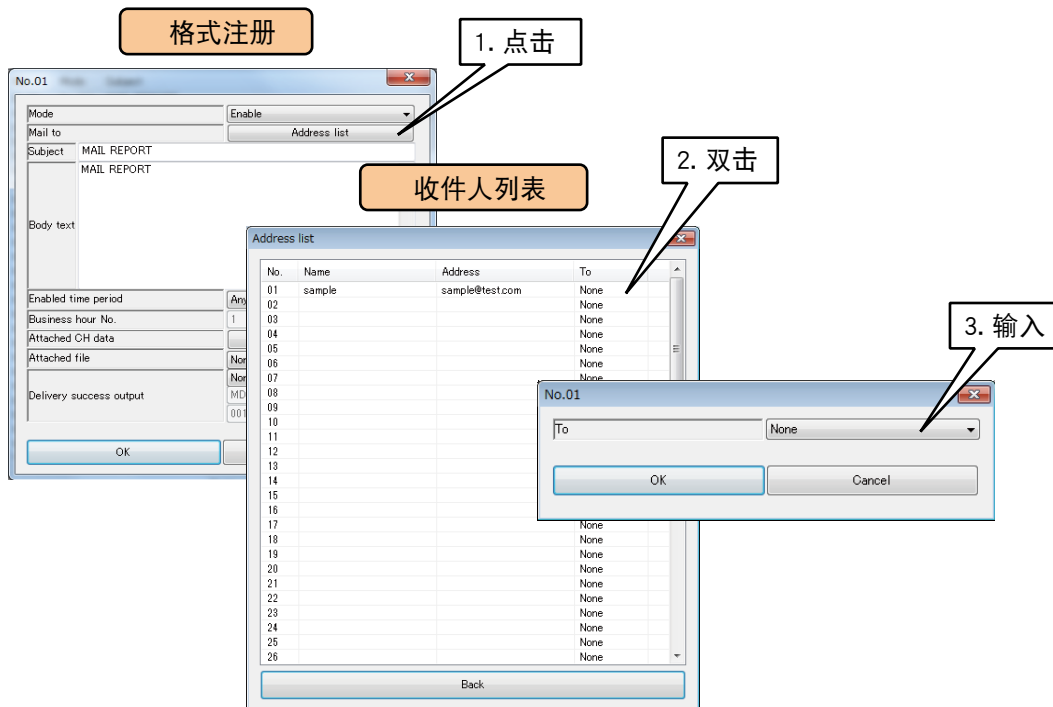 格式注册
1. 点击
No.01
Mode Enable
Mail to Address list
Subject MAIL REPORT
Body text MAIL REPORT
Enabled time period Any
Business hour No. 1
Attached CH data
Attached file Non
Delivery success output Non
MD
001
OK
收件人列表
2. 双击
Address list
No. Name Address To
01 sample sample@test.com None
02 None
03 None
04 None
05 None
06 None
07 None
08
09
10
11
12
13
14
15
16
17 None
18 None
19 None
20 None
21 None
22 None
23 None
24 None
25 None
26 None
Back
3. 输入
No.01
To None
OK Cancel